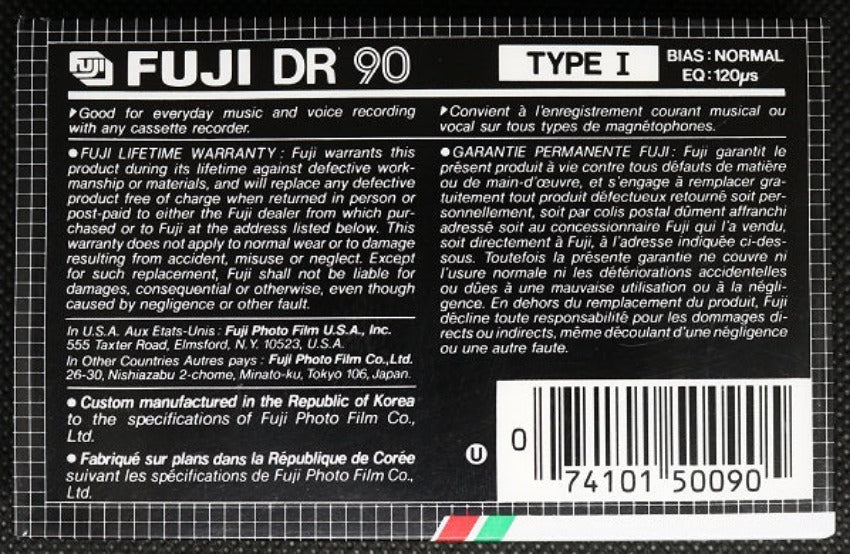 FUJI FUJI DR 90
TYPE I
BIAS : NORMAL
EQ : 120µs
▶Good for everyday music and voice recording
with any cassette recorder.
●FUJI LIFETIME WARRANTY : Fuji warrants this
product during its lifetime against defective work-
manship or materials, and will replace any defective
product free of charge when returned in person or
post-paid to either the Fuji dealer from which pur-
chased or to Fuji at the address listed below. This
warranty does not apply to normal wear or to damage
resulting from accident, misuse or neglect. Except
for such replacement, Fuji shall not be liable for
damages, consequential or otherwise, even though
caused by negligence or other fault.
In U.S.A. Aux Etats-Unis : Fuji Photo Film U.S.A., Inc.
555 Taxter Road, Elmsford, N.Y. 10523, U.S.A.
In Other Countries Autres pays : Fuji Photo Film Co.,Ltd.
26-30, Nishiazabu 2-chome, Minato-ku, Tokyo 106, Japan.
● Custom manufactured in the Republic of Korea
to the specifications of Fuji Photo Film Co.,
Ltd.
● Fabriqué sur plans dans la République de Corée
suivant les spécifications de Fuji Photo Film Co.,
Ltd.
▶Convient à l'enregistrement courant musical ou
vocal sur tous types de magnétophones.
●GARANTIE PERMANENTE FUJI : Fuji garantit le
présent produit à vie contre tous défauts de matière
ou de main-d'œuvre, et s'engage à remplacer gra-
tuitement tout produit défectueux retourné soit per-
sonnellement, soit par colis postal dûment affranchi
adressé soit au concessionnaire Fuji qui l'a vendu,
soit directement à Fuji, à l'adresse indiquée ci-des-
sous. Toutefois la présente garantie ne couvre ni
l'usure normale ni les détériorations accidentelles
ou dûes à une mauvaise utilisation ou à la négli-
gence. En dehors du remplacement du produit, Fuji
décline toute responsabilité pour les dommages di-
rects ou indirects, même découlant d'une négligence
ou une autre faute.
U
0 74101 50090